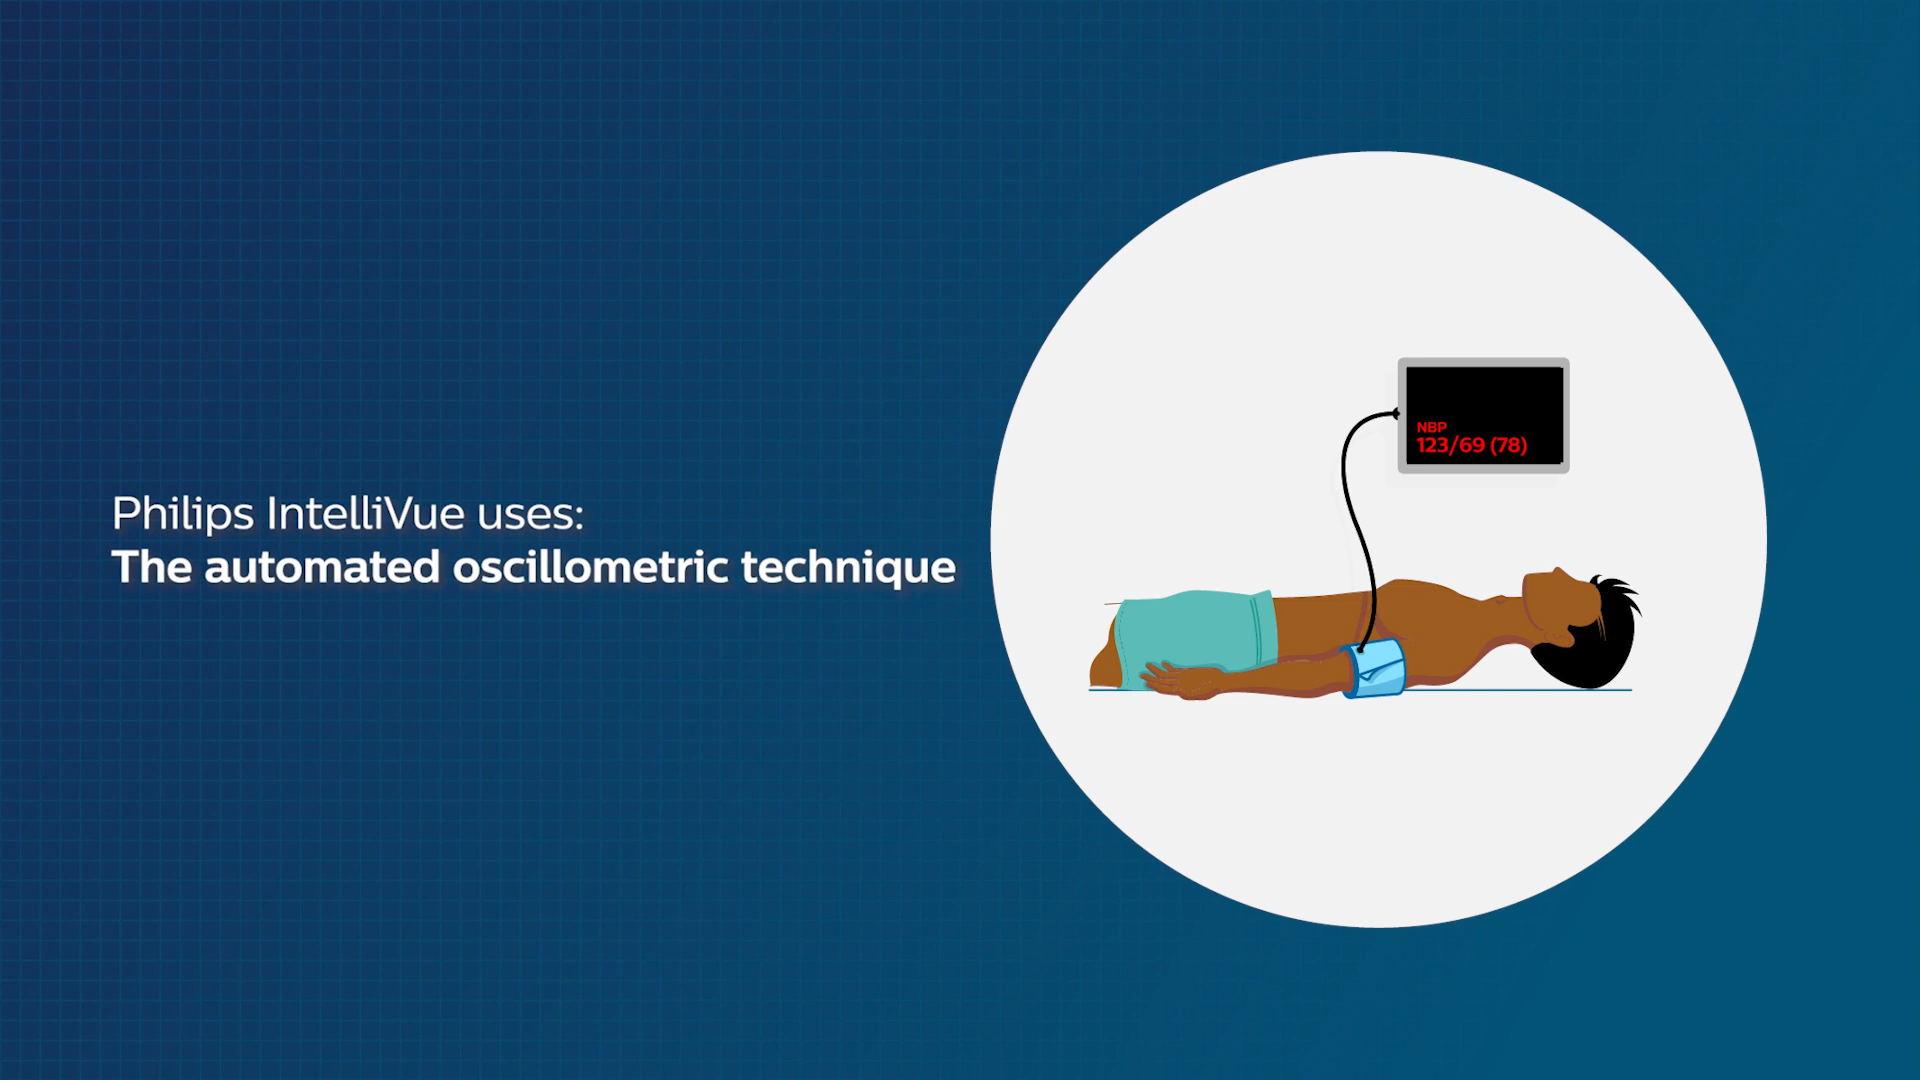 Philips IntelliVue uses:
The automated oscillometric technique
NBP
123/69 (78)